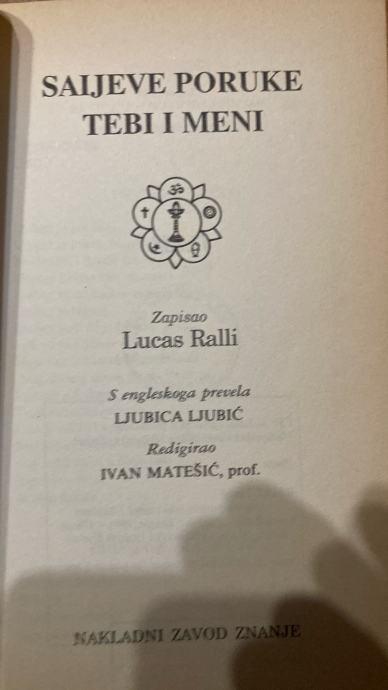 SAIJEVE PORUKE
TEBI I MENI
Zapisao
Lucas Ralli
S engleskoga prevela
LJUBICA LJUBIĆ
Redigirao
IVAN MATEŠIĆ, prof.
NAKLADNI ZAVOD ZNANJE